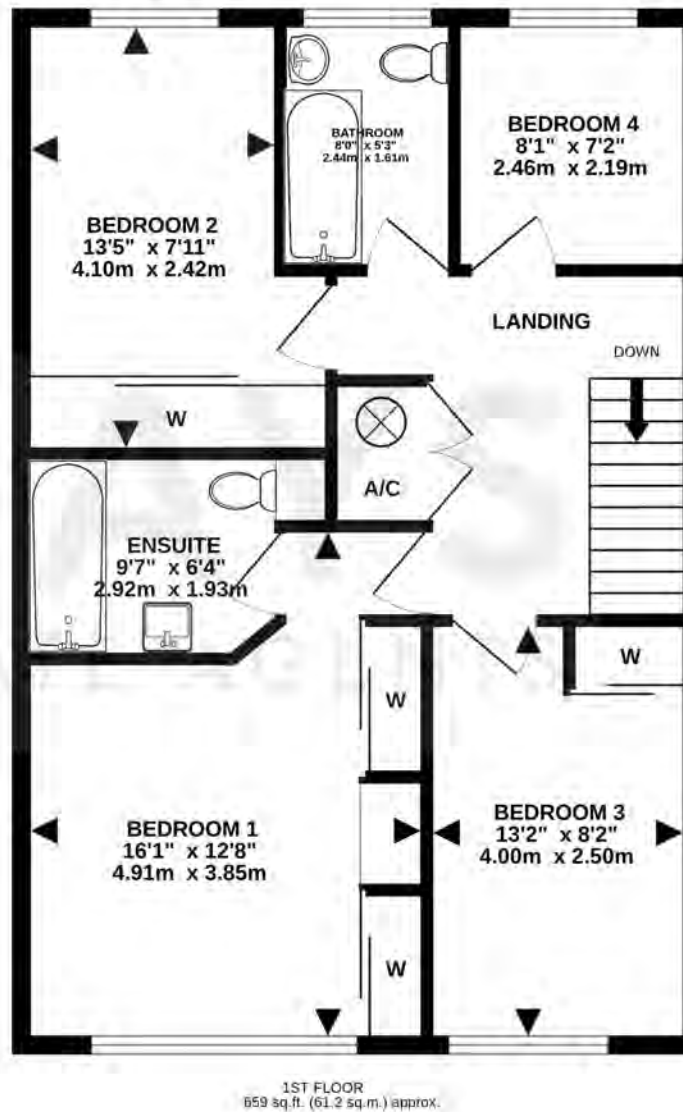 BATHROOM
8'0" x 5'3"
2.44m x 1.61m
BEDROOM 4
8'1" x 7'2"
2.46m x 2.19m
BEDROOM 2
13'5" x 7'11"
4.10m x 2.42m
LANDING
DOWN
W
A/C
ENSUITE
9'7" x 6'4"
2.92m x 1.93m
W
W
BEDROOM 1
16'1" x 12'8"
4.91m x 3.85m
BEDROOM 3
13'2" x 8'2"
4.00m x 2.50m
W
1ST FLOOR
659 sq.ft. (61.2 sq.m.) approx.